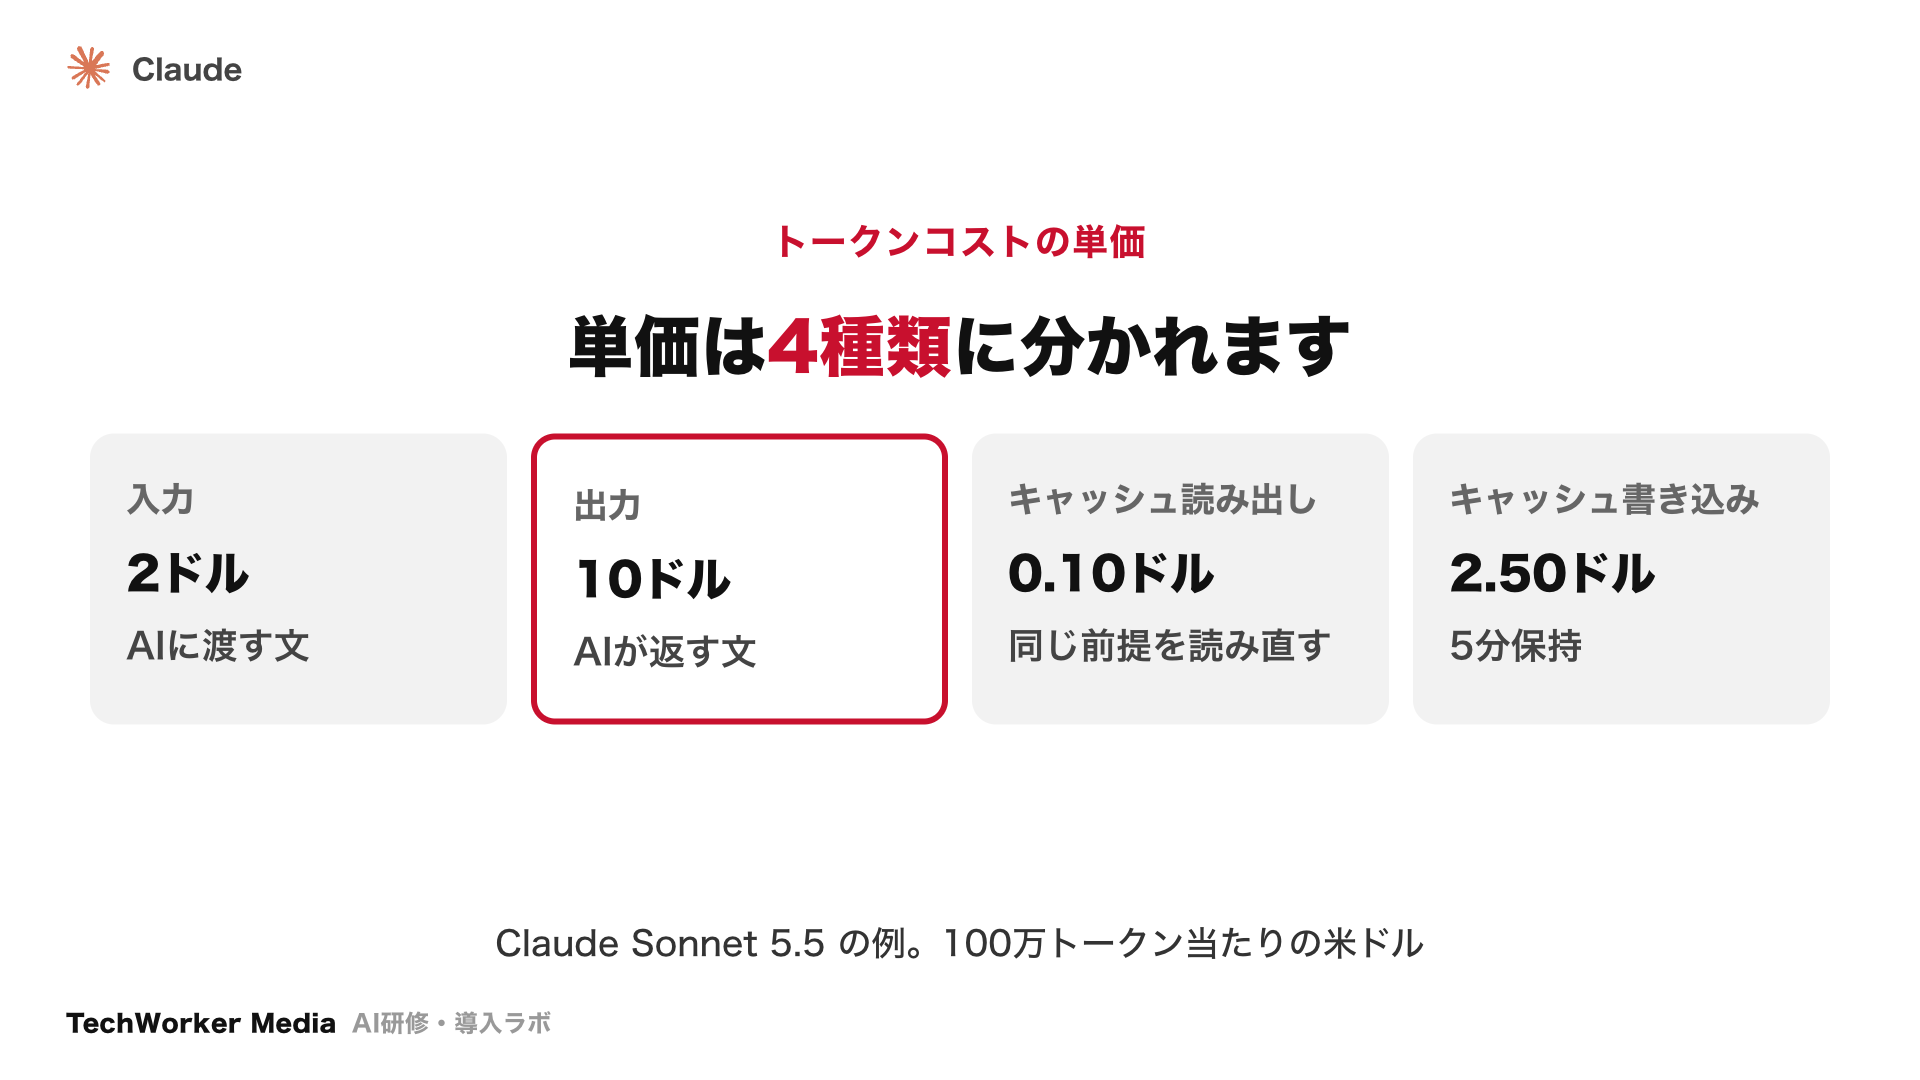 Claude
トークンコストの単価
単価は4種類に分かれます
入力
2ドル
AIに渡す文
出力
10ドル
AIが返す文
キャッシュ読み出し
0.10ドル
同じ前提を読み直す
キャッシュ書き込み
2.50ドル
5分保持
Claude Sonnet 5.5 の例。100万トークン当たりの米ドル
TechWorker Media AI研修・導入ラボ